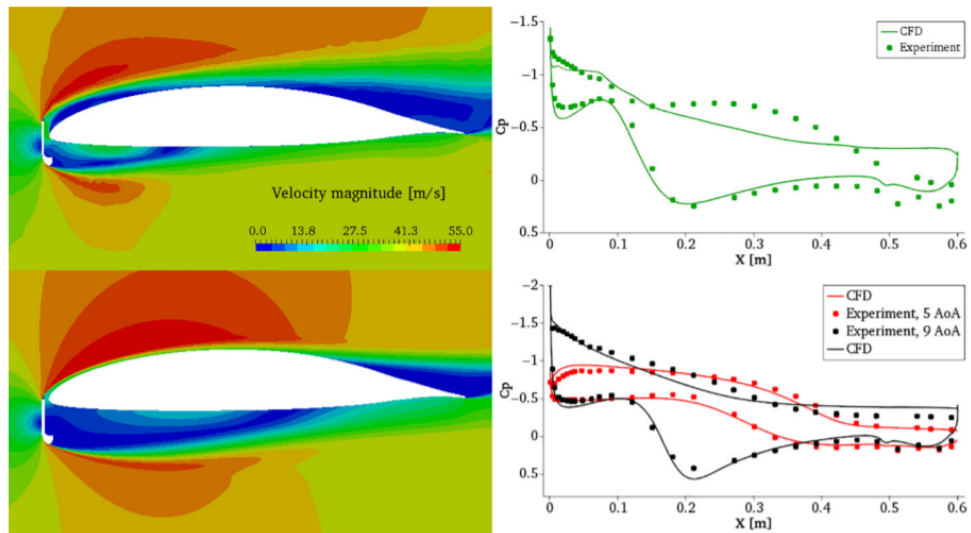 Velocity magnitude [m/s]
0.0 13.8 27.5 41.3 55.0
−1.5
−1
−0.5
0
0.5
Cp
CFD
Experiment
0 0.1 0.2 0.3 0.4 0.5 0.6
X [m]
−2
−1.5
−1
−0.5
0
0.5
Cp
CFD
Experiment, 5 AoA
Experiment, 9 AoA
CFD
0 0.1 0.2 0.3 0.4 0.5 0.6
X [m]